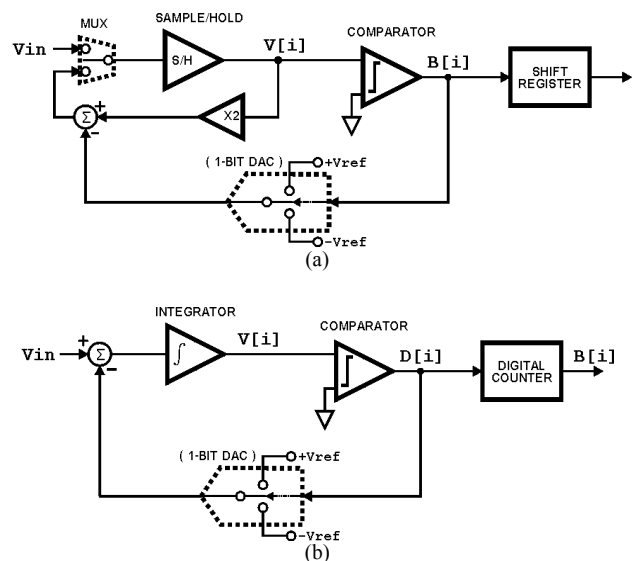 MUX
SAMPLE/HOLD
COMPARATOR
Vin
S/H
V[i]
B[i]
SHIFT
REGISTER
Σ
+
−
X2
( 1-BIT DAC )
+Vref
−Vref
(a)
INTEGRATOR
COMPARATOR
Vin
+
Σ
−
∫
V[i]
D[i]
DIGITAL
COUNTER
B[i]
( 1-BIT DAC )
+Vref
−Vref
(b)